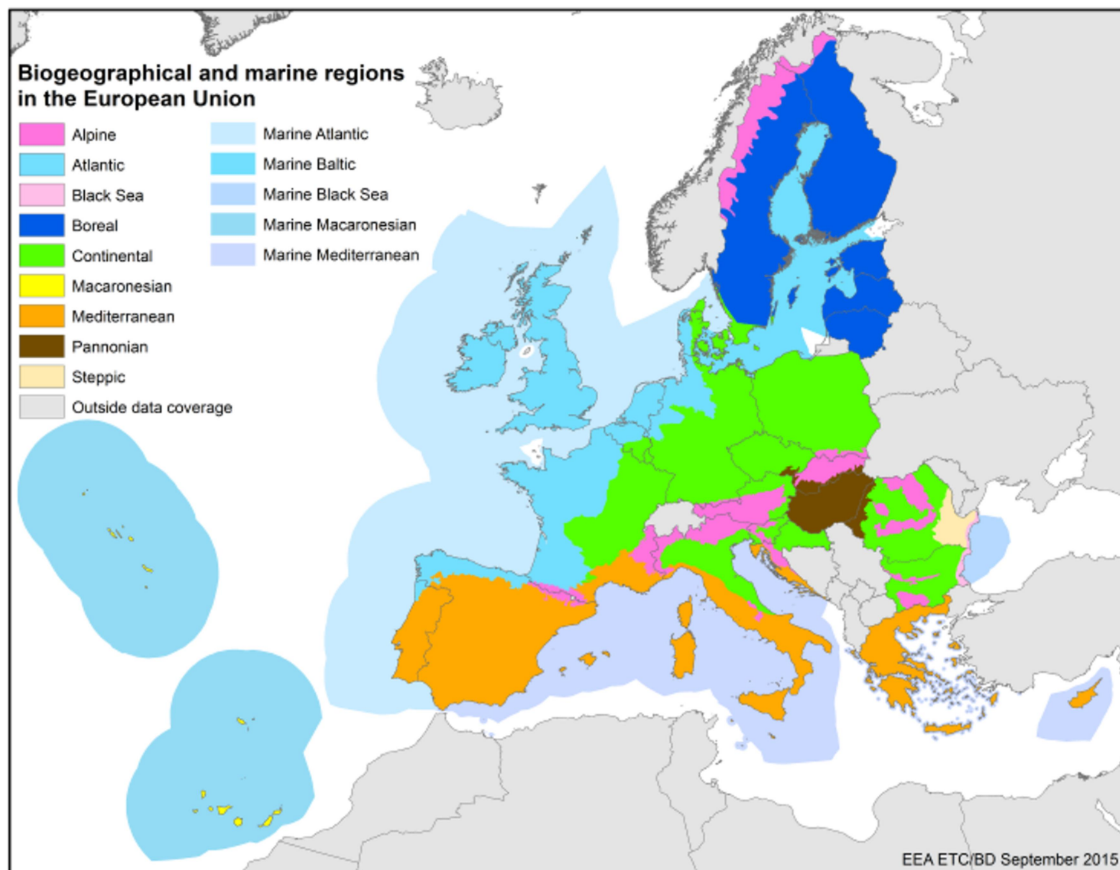 Biogeographical and marine regions
in the European Union
Alpine
Atlantic
Black Sea
Boreal
Continental
Macaronesian
Mediterranean
Pannonian
Steppic
Outside data coverage
Marine Atlantic
Marine Baltic
Marine Black Sea
Marine Macaronesian
Marine Mediterranean
EEA ETC/BD September 2015